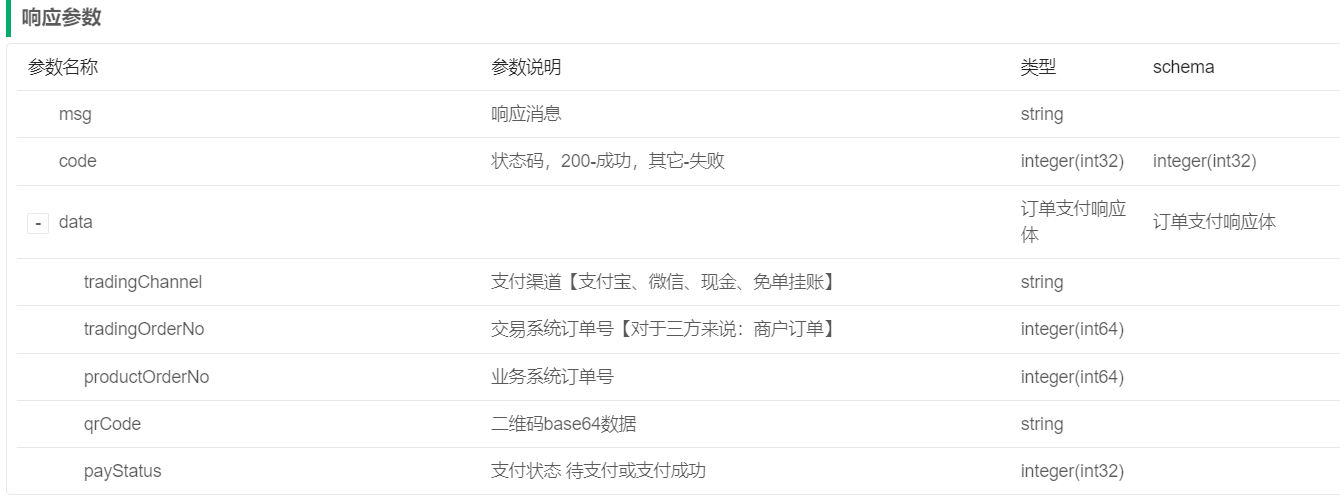 响应参数
参数名称 参数说明 类型 schema
msg 响应消息 string
code 状态码，200-成功，其它-失败 integer(int32) integer(int32)
- data 订单支付响应体 订单支付响应体
tradingChannel 支付渠道【支付宝、微信、现金、免单挂账】 string
tradingOrderNo 交易系统订单号【对于三方来说：商户订单】 integer(int64)
productOrderNo 业务系统订单号 integer(int64)
qrCode 二维码base64数据 string
payStatus 支付状态 待支付或支付成功 integer(int32)